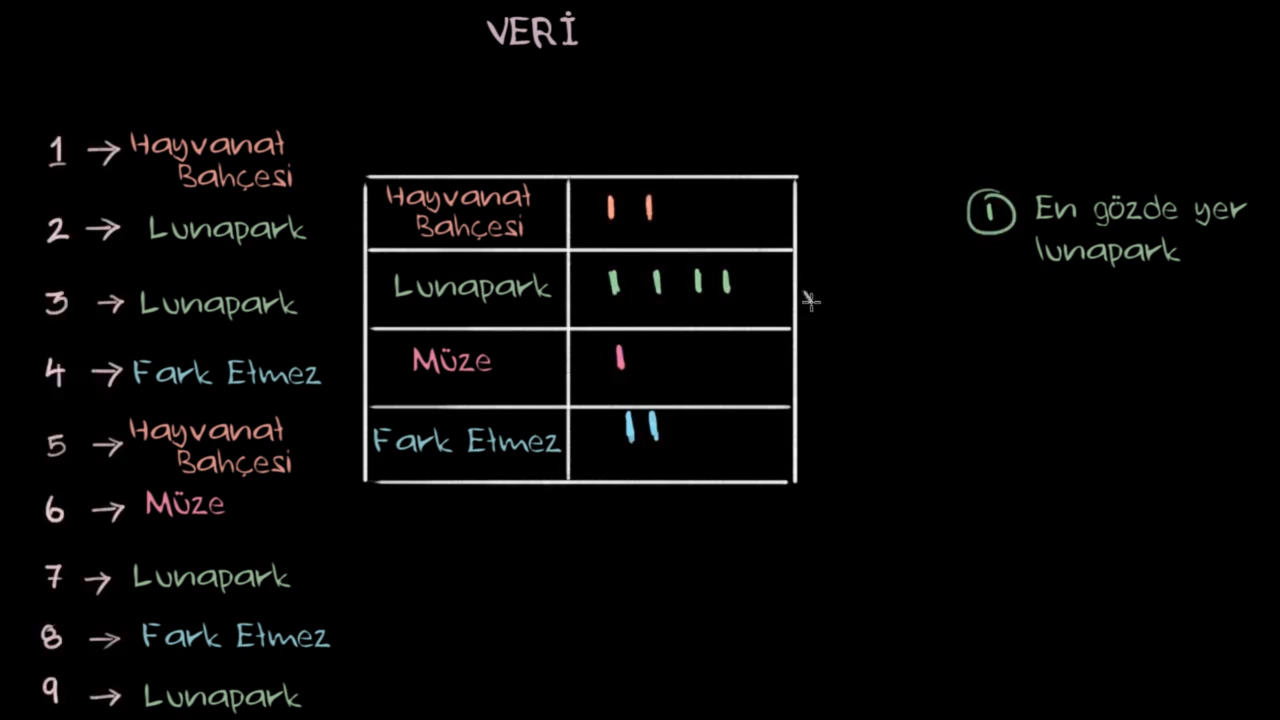 VERİ
1 → Hayvanat
Bahçesi
2 → Lunapark
3 → Lunapark
4 → Fark Etmez
5 → Hayvanat
Bahçesi
6 → Müze
7 → Lunapark
8 → Fark Etmez
9 → Lunapark
Hayvanat
Bahçesi
Lunapark
Müze
Fark Etmez
1 En gözde yer
lunapark